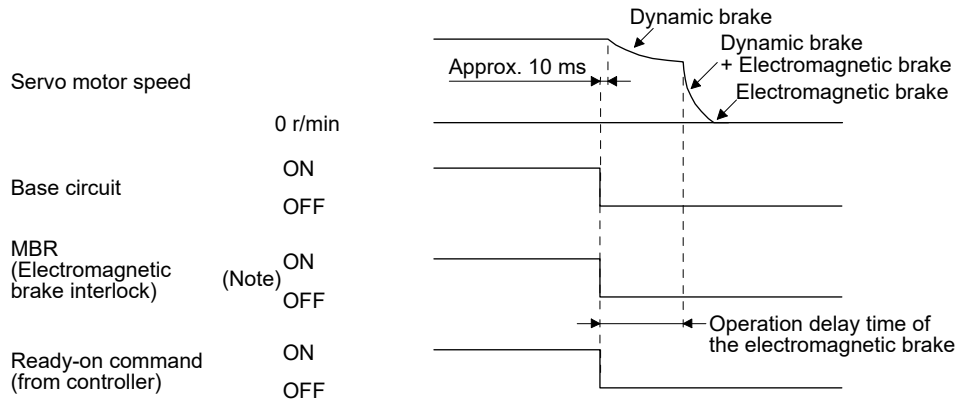 Dynamic brake
Dynamic brake
+ Electromagnetic brake
Approx. 10 ms
Servo motor speed
Electromagnetic brake
0 r/min
ON
Base circuit
OFF
MBR
(Electromagnetic
brake interlock)
(Note)
ON
OFF
Operation delay time of
the electromagnetic brake
Ready-on command
(from controller)
ON
OFF